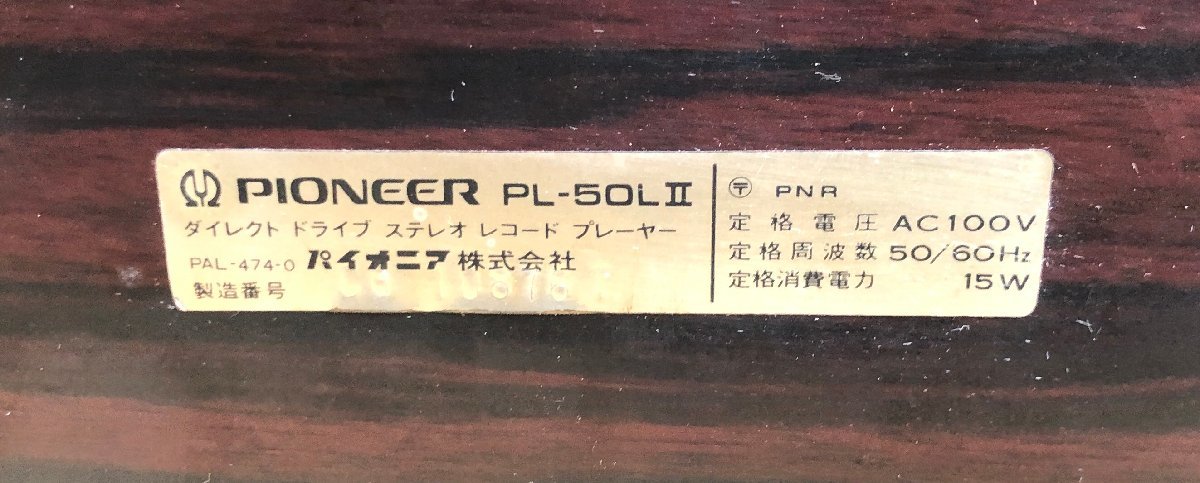 PIONEER PL-50LII
ダイレクト ドライブ ステレオ レコード プレーヤー
PAL-474-0 パイオニア株式会社
製造番号
〶 PNR
定格電圧 AC100V
定格周波数 50/60Hz
定格消費電力 15W